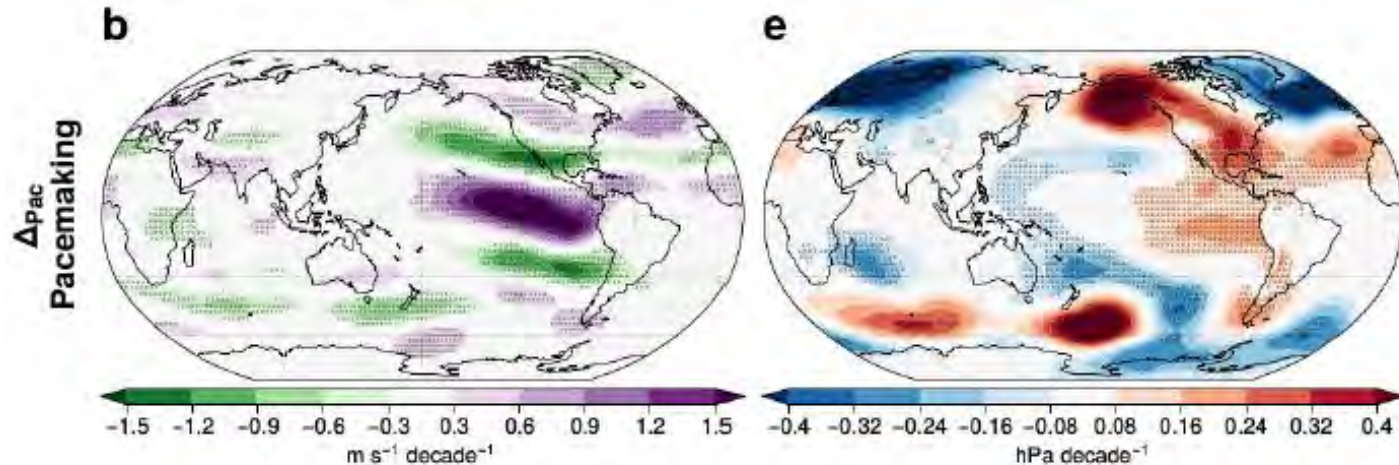 b
e
ΔPac
Pacemaking
−1.5 −1.2 −0.9 −0.6 −0.3 0.3 0.6 0.9 1.2 1.5
m s⁻¹ decade⁻¹
−0.4 −0.32 −0.24 −0.16 −0.08 0.08 0.16 0.24 0.32 0.4
hPa decade⁻¹